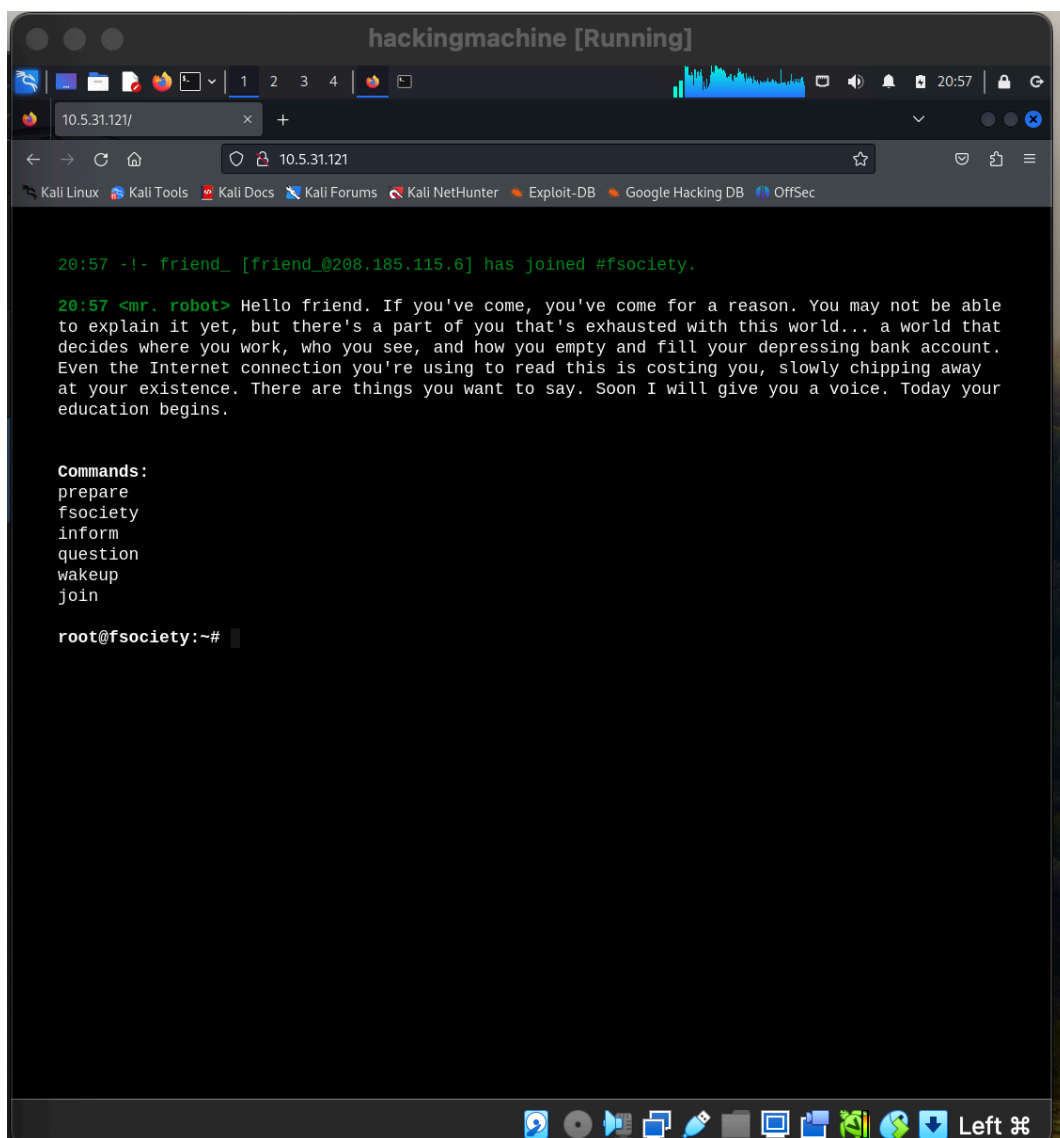 hackingmachine [Running]
1 2 3 4
20:57
10.5.31.121/
10.5.31.121
Kali Linux Kali Tools Kali Docs Kali Forums Kali NetHunter Exploit-DB Google Hacking DB OffSec
20:57 -!- friend_ [friend_@208.185.115.6] has joined #fsociety.
20:57 <mr. robot> Hello friend. If you've come, you've come for a reason. You may not be able
to explain it yet, but there's a part of you that's exhausted with this world... a world that
decides where you work, who you see, and how you empty and fill your depressing bank account.
Even the Internet connection you're using to read this is costing you, slowly chipping away
at your existence. There are things you want to say. Soon I will give you a voice. Today your
education begins.
Commands:
prepare
fsociety
inform
question
wakeup
join
root@fsociety:~#
Left ⌘